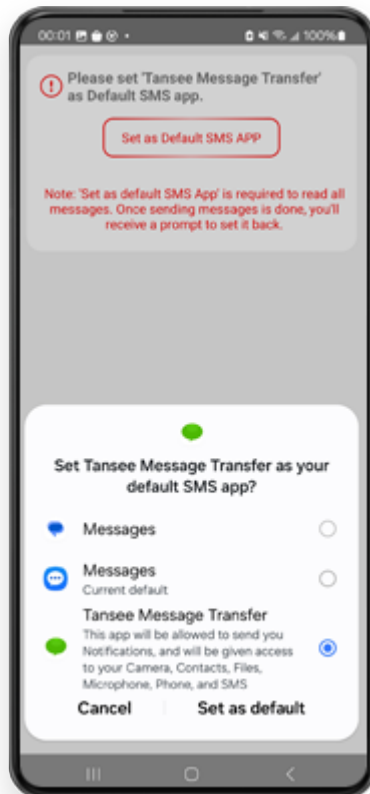 00:01
100%
Please set 'Tansee Message Transfer'
as Default SMS app.
Set as Default SMS APP
Note: 'Set as default SMS App' is required to read all
messages. Once sending messages is done, you'll
receive a prompt to set it back.
Set Tansee Message Transfer as your
default SMS app?
Messages
Messages
Current default
Tansee Message Transfer
This app will be allowed to send you
Notifications, and will be given access
to your Camera, Contacts, Files,
Microphone, Phone, and SMS
Cancel
Set as default